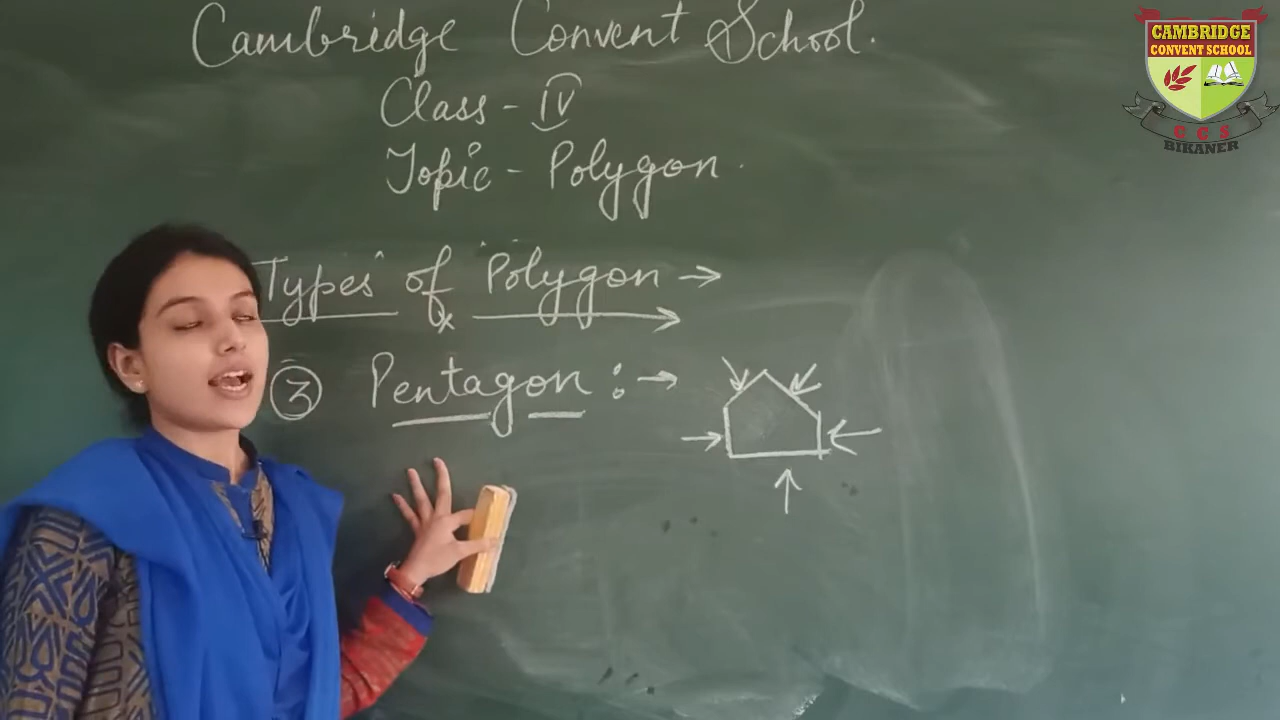 Cambridge Convent School.
Class - IV
Topic - Polygon.
Types of Polygon →
③ Pentagon :→
CAMBRIDGE
CONVENT SCHOOL
C C S
BIKANER